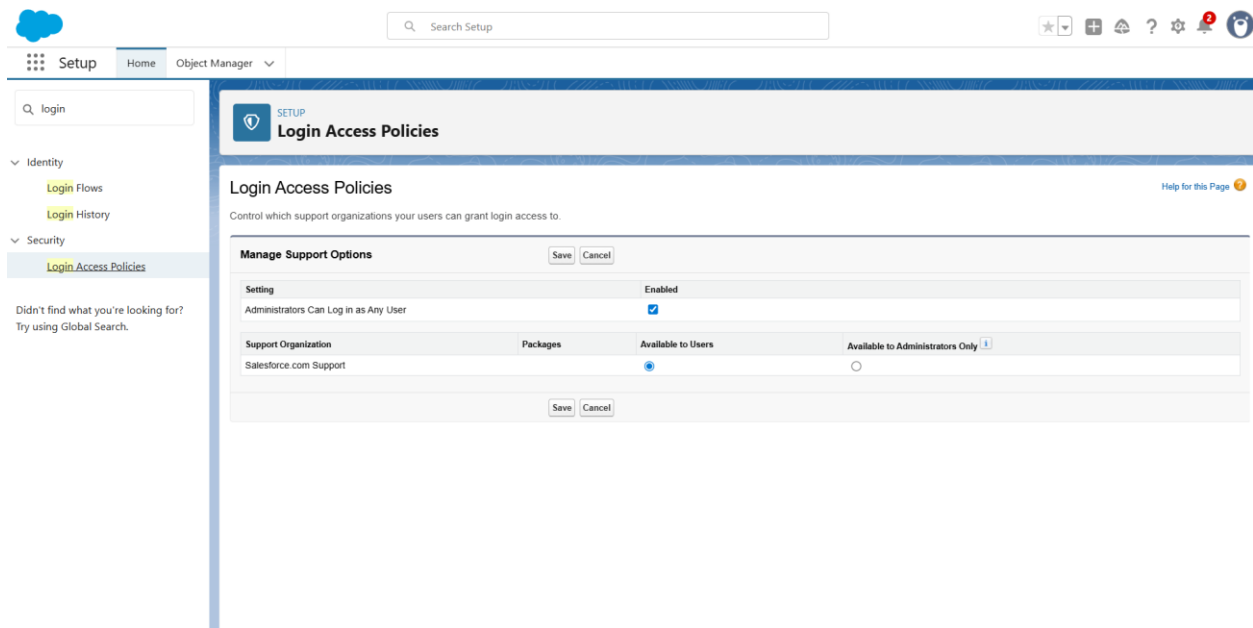 Search Setup
2
Setup
Home
Object Manager
login
Identity
Login Flows
Login History
Security
Login Access Policies
Didn't find what you're looking for?
Try using Global Search.
SETUP
Login Access Policies
Login Access Policies
Help for this Page ?
Control which support organizations your users can grant login access to.
Manage Support Options
Save Cancel
Setting Enabled
Administrators Can Log in as Any User
Support Organization Packages Available to Users Available to Administrators Only i
Salesforce.com Support
Save Cancel